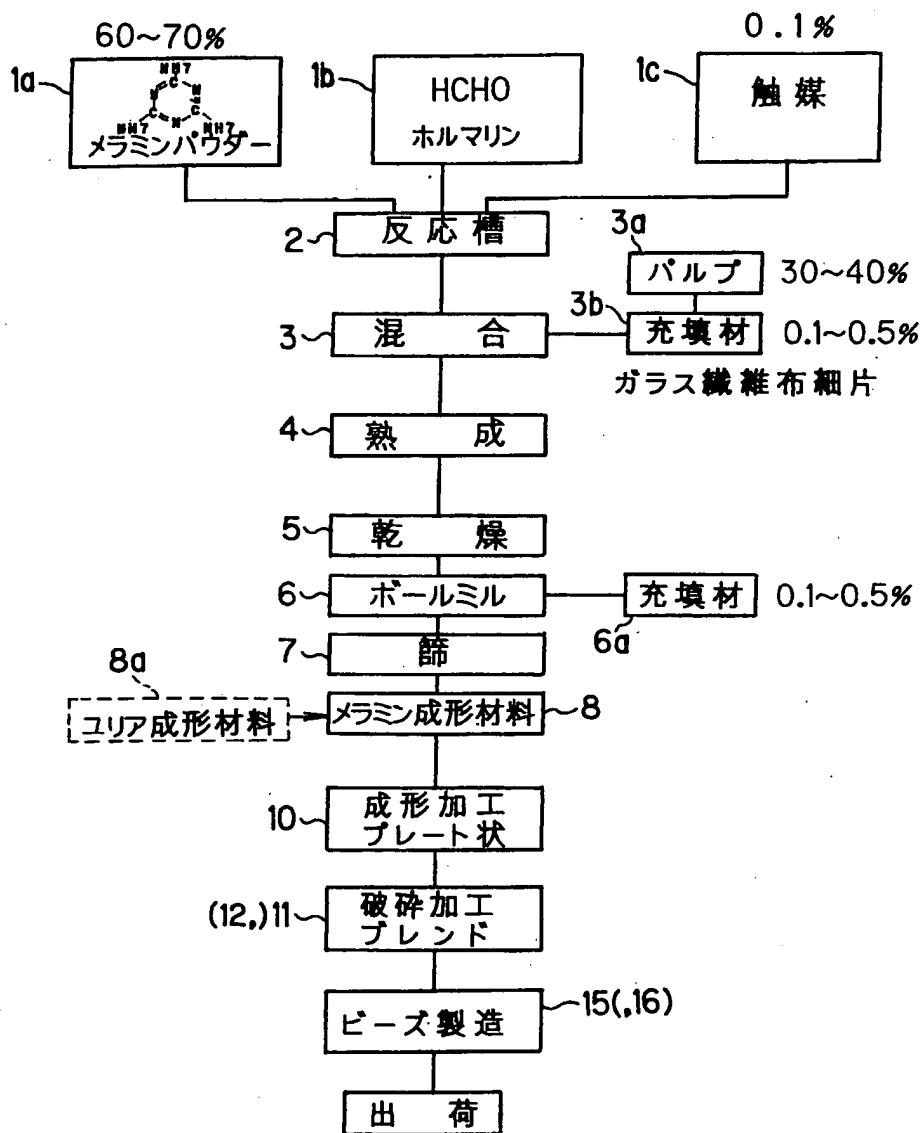 60~70%
0.1%
1a
1b
1c
NH7
N
C
N
C
C
NH7
N
NH7
メラミンパウダー
HCHO
ホルマリン
触媒
2
反応槽
3a
パルプ
30~40%
3
混合
3b
充填材
0.1~0.5%
ガラス繊維布細片
4
熟成
5
乾燥
6
ボールミル
充填材
0.1~0.5%
6a
7
篩
8a
ユリア成形材料
メラミン成形材料
8
10
成形加工
プレート状
(12,)11
破砕加工
ブレンド
ビーズ製造
15(,16)
出荷